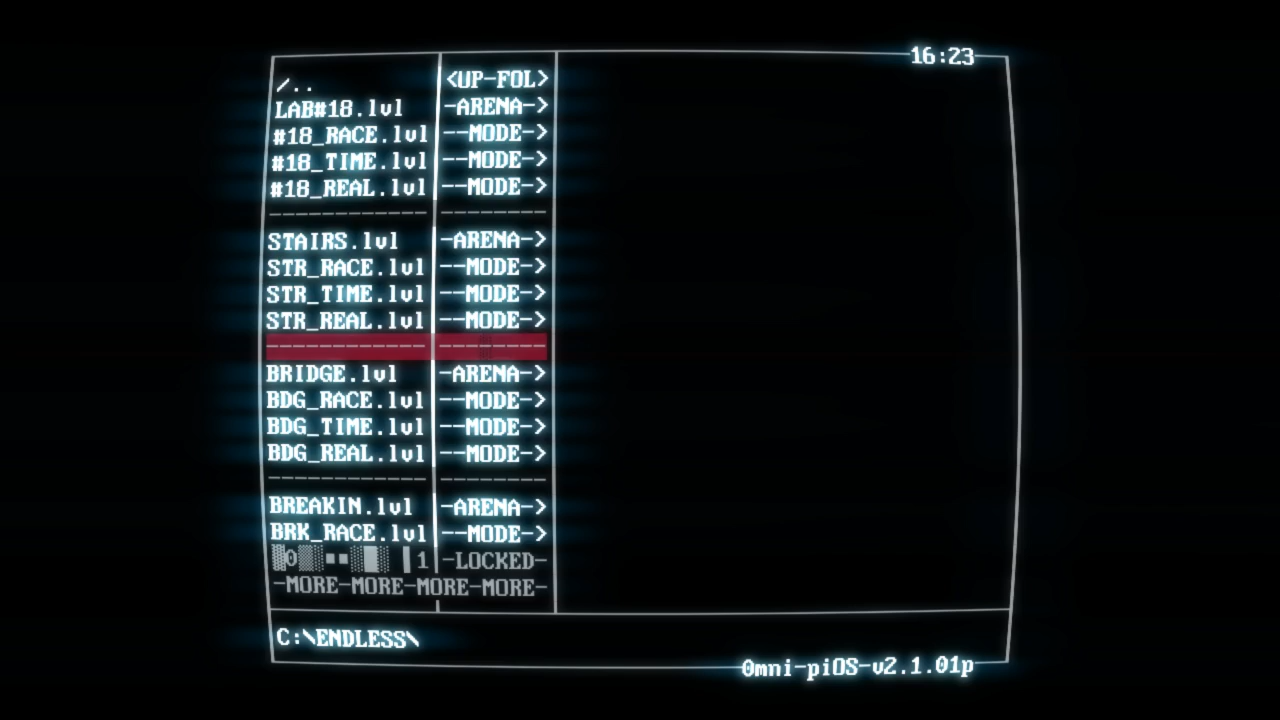 16:23
/.. <UP-FOL>
LAB#18.lvl -ARENA->
#18_RACE.lvl --MODE->
#18_TIME.lvl --MODE->
#18_REAL.lvl --MODE->
------------ --------
STAIRS.lvl -ARENA->
STR_RACE.lvl --MODE->
STR_TIME.lvl --MODE->
STR_REAL.lvl --MODE->
------------ --------
BRIDGE.lvl -ARENA->
BDG_RACE.lvl --MODE->
BDG_TIME.lvl --MODE->
BDG_REAL.lvl --MODE->
------------ --------
BREAKIN.lvl -ARENA->
BRK_RACE.lvl --MODE->
-LOCKED-
-MORE-MORE-MORE-MORE-
C:\ENDLESS\
Omni-piOS-v2.1.01p